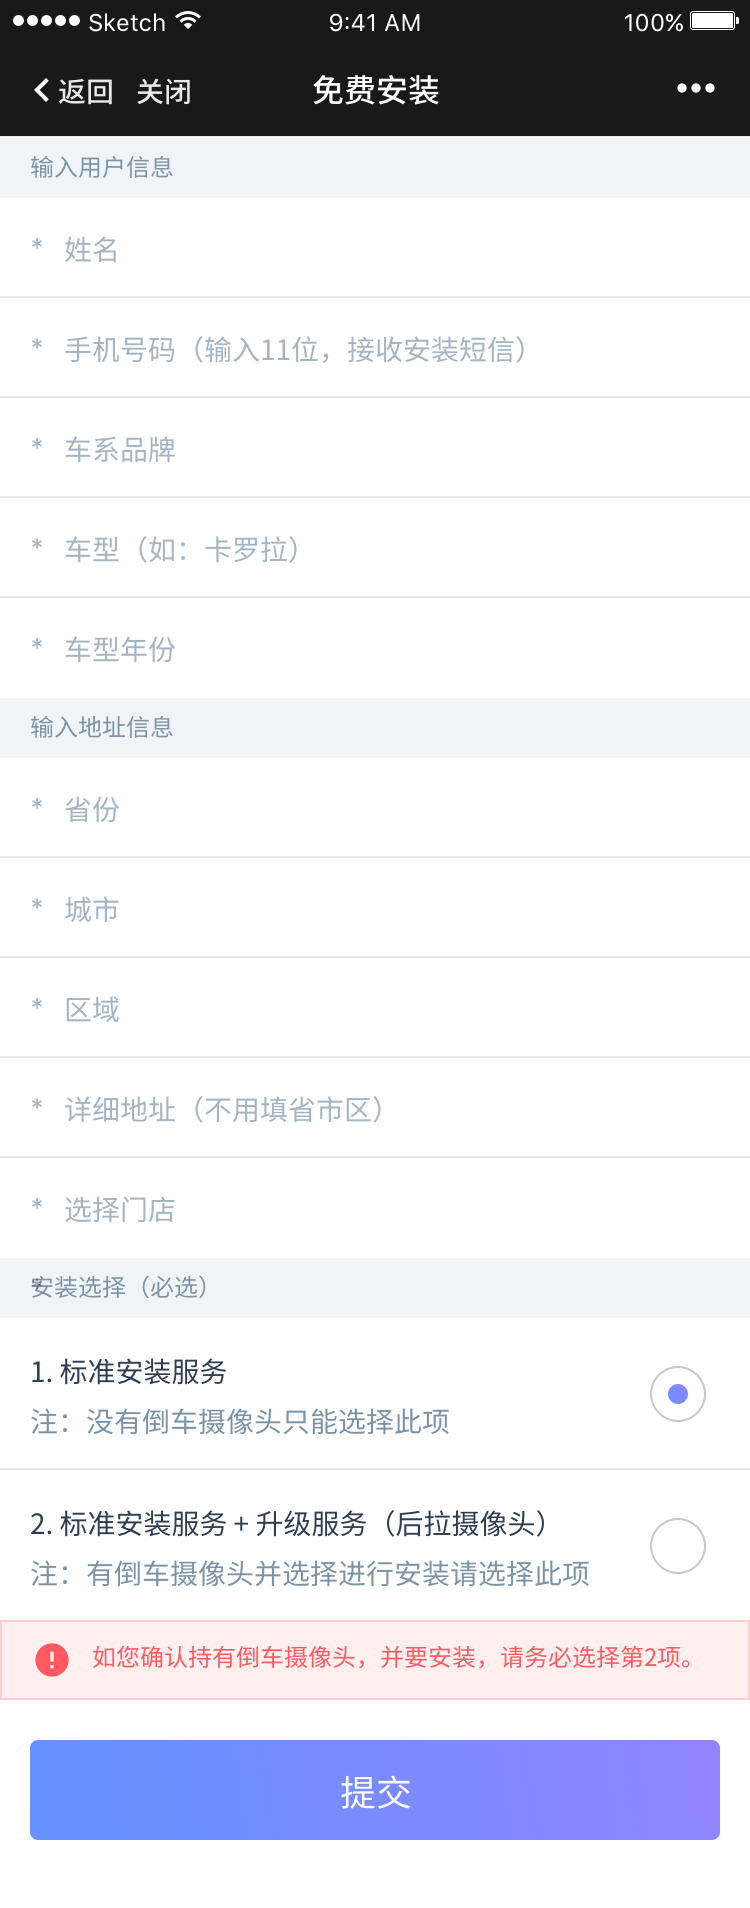 Sketch 9:41 AM 100%
返回 关闭 免费安装
输入用户信息
* 姓名
* 手机号码（输入11位，接收安装短信）
* 车系品牌
* 车型（如：卡罗拉）
* 车型年份
输入地址信息
* 省份
* 城市
* 区域
* 详细地址（不用填省市区）
* 选择门店
*安装选择（必选）
1. 标准安装服务
注：没有倒车摄像头只能选择此项
2. 标准安装服务 + 升级服务（后拉摄像头）
注：有倒车摄像头并选择进行安装请选择此项
如您确认持有倒车摄像头，并要安装，请务必选择第2项。
提交